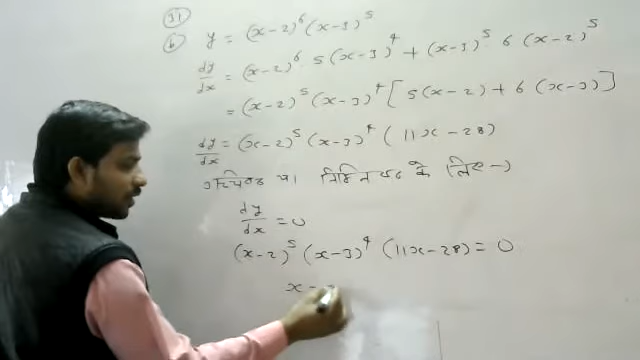 (31)
(b) y = (x-2)⁶ (x-3)⁵
dy/dx = (x-2)⁶ 5(x-3)⁴ + (x-3)⁵ 6(x-2)⁵
= (x-2)⁵ (x-3)⁴ [5(x-2) + 6(x-3)]
dy/dx = (x-2)⁵ (x-3)⁴ (11x - 28)
उच्चिष्ठ या निम्निष्ठ के लिए -)
dy/dx = 0
(x-2)⁵ (x-3)⁴ (11x-28) = 0
x -